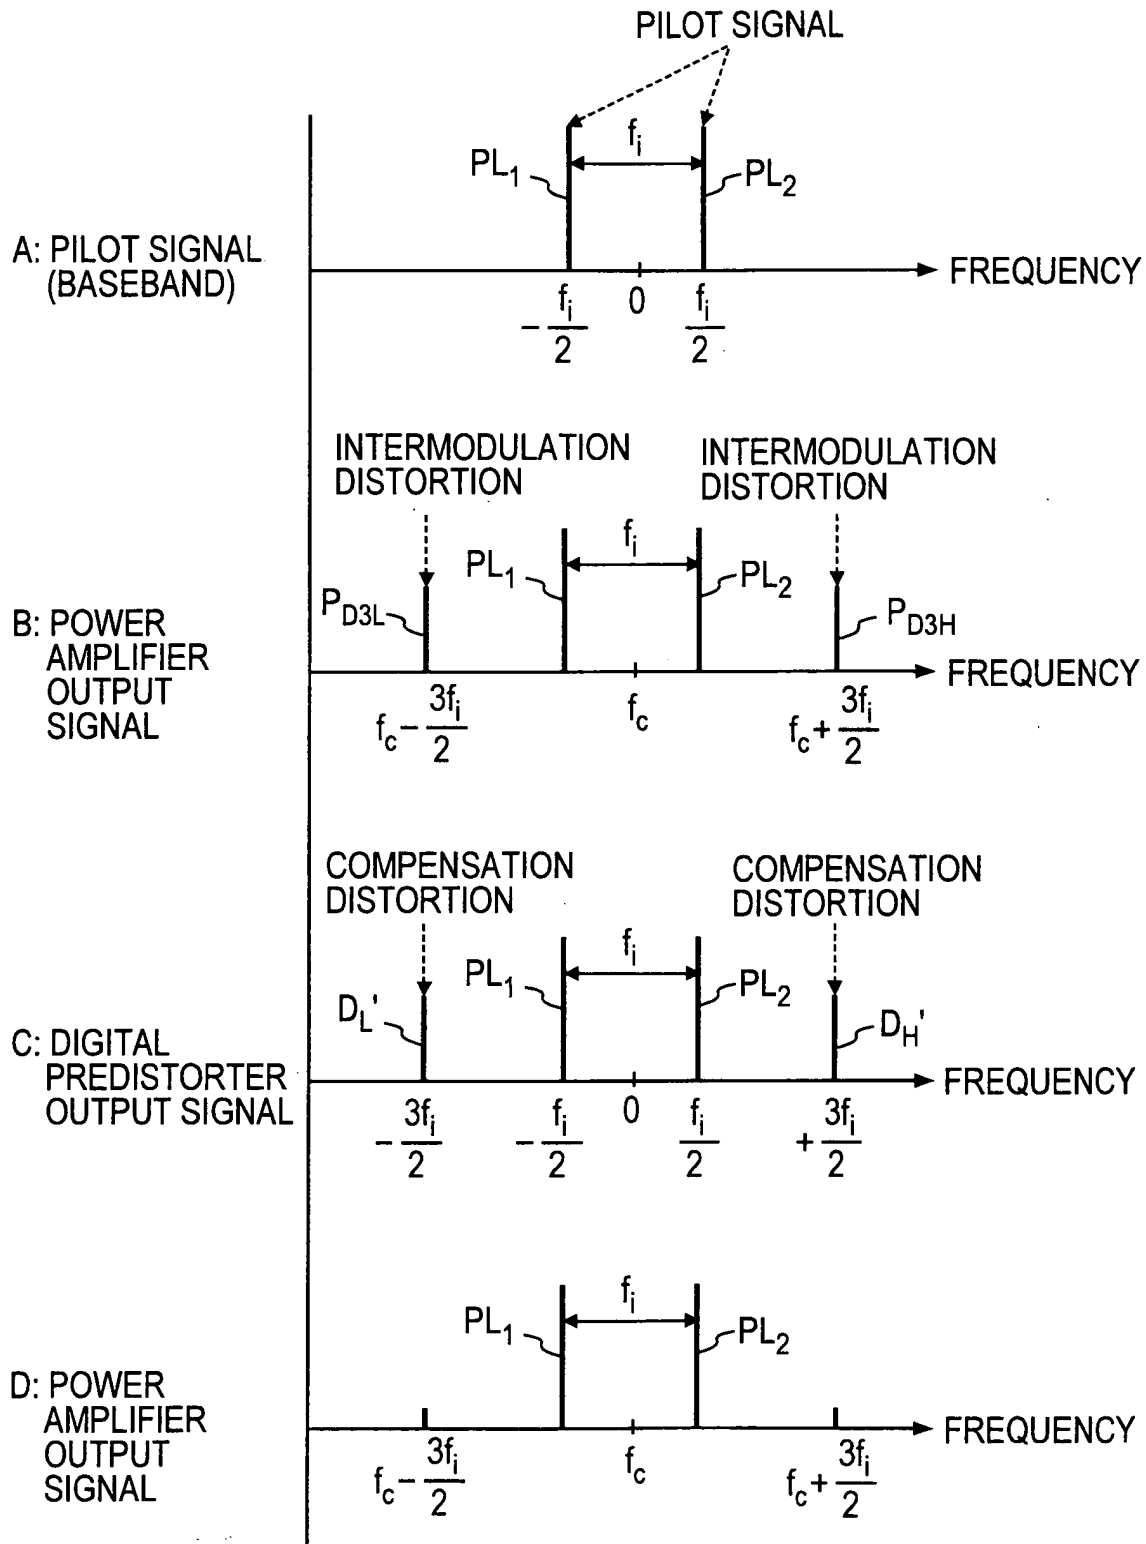 PILOT SIGNAL
f_i
PL_1
PL_2
A: PILOT SIGNAL
(BASEBAND)
FREQUENCY
-f_i/2
0
f_i/2
INTERMODULATION
DISTORTION
INTERMODULATION
DISTORTION
f_i
PL_1
PL_2
P_D3L
P_D3H
B: POWER
AMPLIFIER
OUTPUT
SIGNAL
FREQUENCY
f_c-3f_i/2
f_c
f_c+3f_i/2
COMPENSATION
DISTORTION
COMPENSATION
DISTORTION
f_i
PL_1
PL_2
D_L'
D_H'
C: DIGITAL
PREDISTORTER
OUTPUT SIGNAL
FREQUENCY
-3f_i/2
-f_i/2
0
f_i/2
+3f_i/2
f_i
PL_1
PL_2
D: POWER
AMPLIFIER
OUTPUT
SIGNAL
FREQUENCY
f_c-3f_i/2
f_c
f_c+3f_i/2